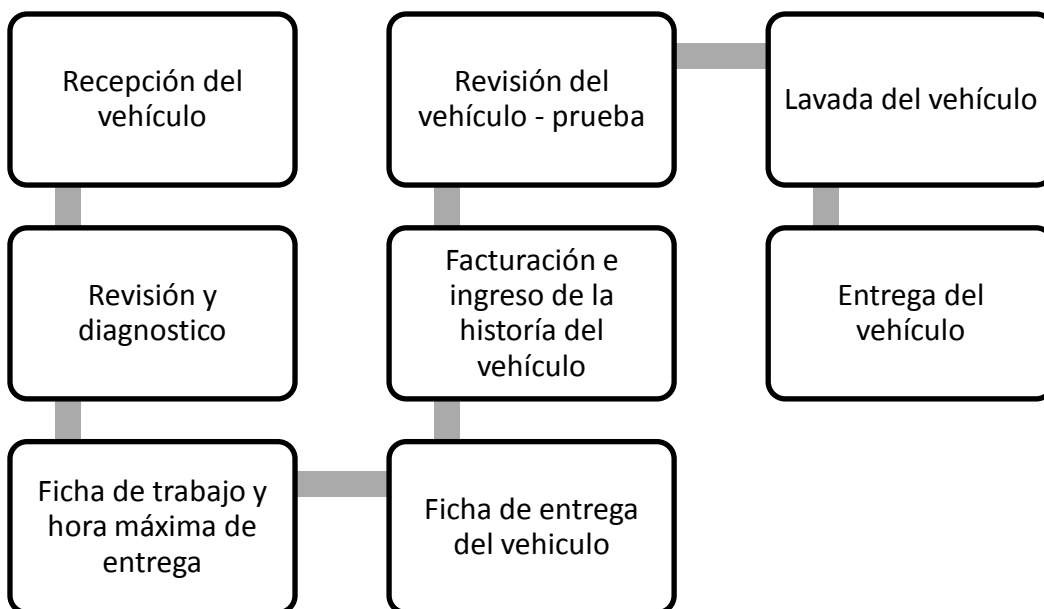 Recepción del
vehículo
Revisión y
diagnostico
Ficha de trabajo y
hora máxima de
entrega
Ficha de entrega
del vehiculo
Facturación e
ingreso de la
historía del
vehículo
Revisión del
vehículo - prueba
Lavada del vehículo
Entrega del
vehículo